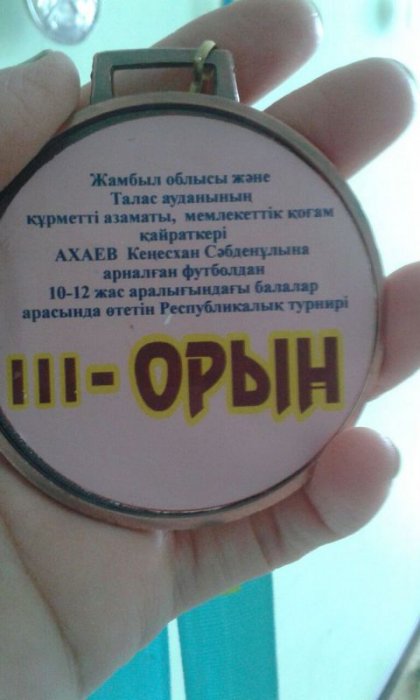 Жамбыл облысы және
Талас ауданының
құрметті азаматы, мемлекеттік қоғам
қайраткері
АХАЕВ Кеңесхан Сәбденұлына
арналған футболдан
10-12 жас аралығындағы балалар
арасында өтетін Республикалық турнирі
III-ОРЫН